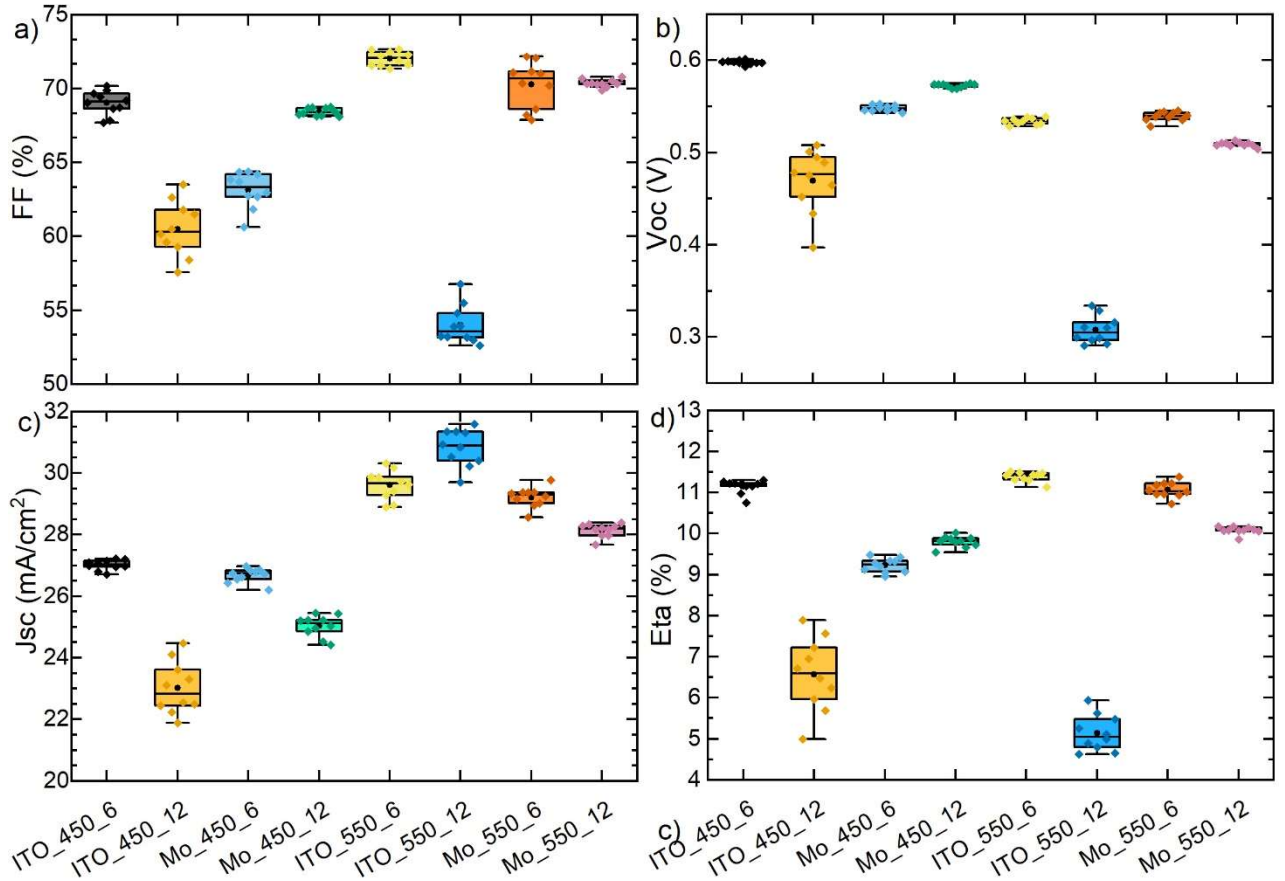 a)
FF (%)
75
70
65
60
55
50
b)
Voc (V)
0.6
0.5
0.4
0.3
c)
Jsc (mA/cm²)
32
30
28
26
24
22
20
d)
Eta (%)
13
12
11
10
9
8
7
6
5
4
c)
ITO_450_6
ITO_450_12
Mo_450_6
Mo_450_12
ITO_550_6
ITO_550_12
Mo_550_6
Mo_550_12
ITO_450_6
ITO_450_12
Mo_450_6
Mo_450_12
ITO_550_6
ITO_550_12
Mo_550_6
Mo_550_12